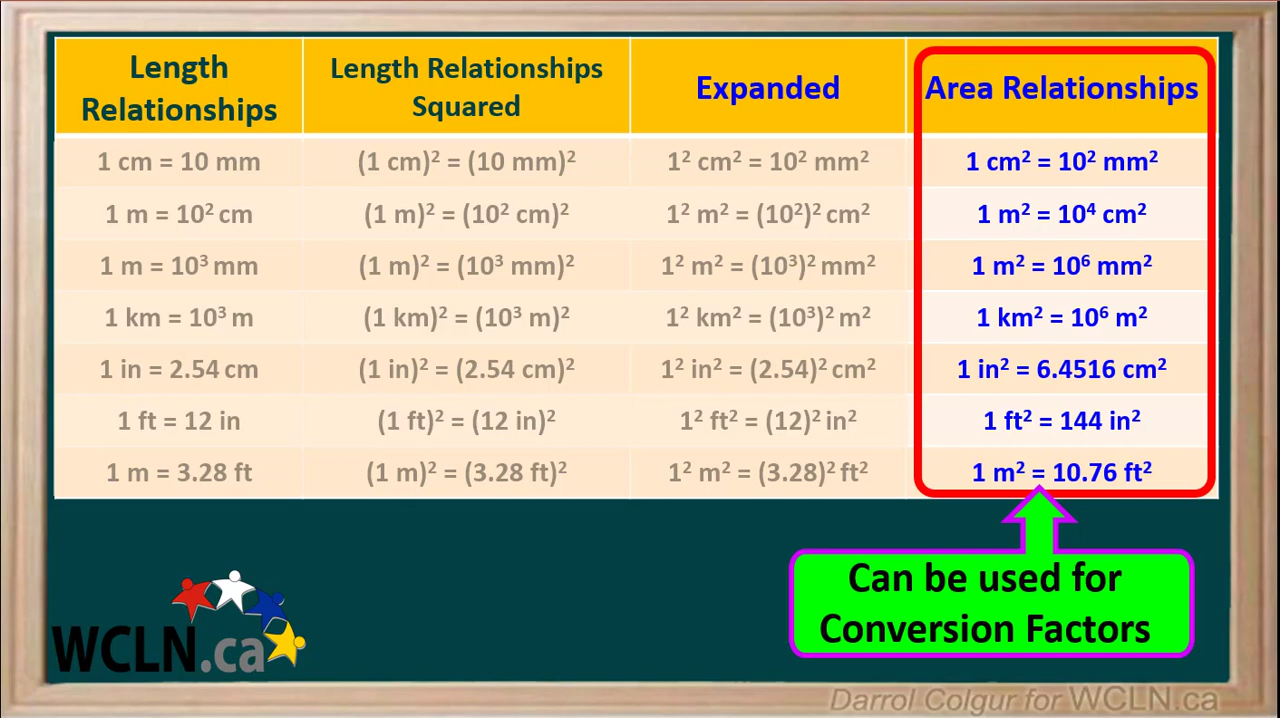 Length Relationships | Length Relationships Squared | Expanded | Area Relationships
1 cm = 10 mm | (1 cm)² = (10 mm)² | 1² cm² = 10² mm² | 1 cm² = 10² mm²
1 m = 10² cm | (1 m)² = (10² cm)² | 1² m² = (10²)² cm² | 1 m² = 10⁴ cm²
1 m = 10³ mm | (1 m)² = (10³ mm)² | 1² m² = (10³)² mm² | 1 m² = 10⁶ mm²
1 km = 10³ m | (1 km)² = (10³ m)² | 1² km² = (10³)² m² | 1 km² = 10⁶ m²
1 in = 2.54 cm | (1 in)² = (2.54 cm)² | 1² in² = (2.54)² cm² | 1 in² = 6.4516 cm²
1 ft = 12 in | (1 ft)² = (12 in)² | 1² ft² = (12)² in² | 1 ft² = 144 in²
1 m = 3.28 ft | (1 m)² = (3.28 ft)² | 1² m² = (3.28)² ft² | 1 m² = 10.76 ft²
Can be used for
Conversion Factors
WCLN.ca
Darrol Colgur for WCLN.ca